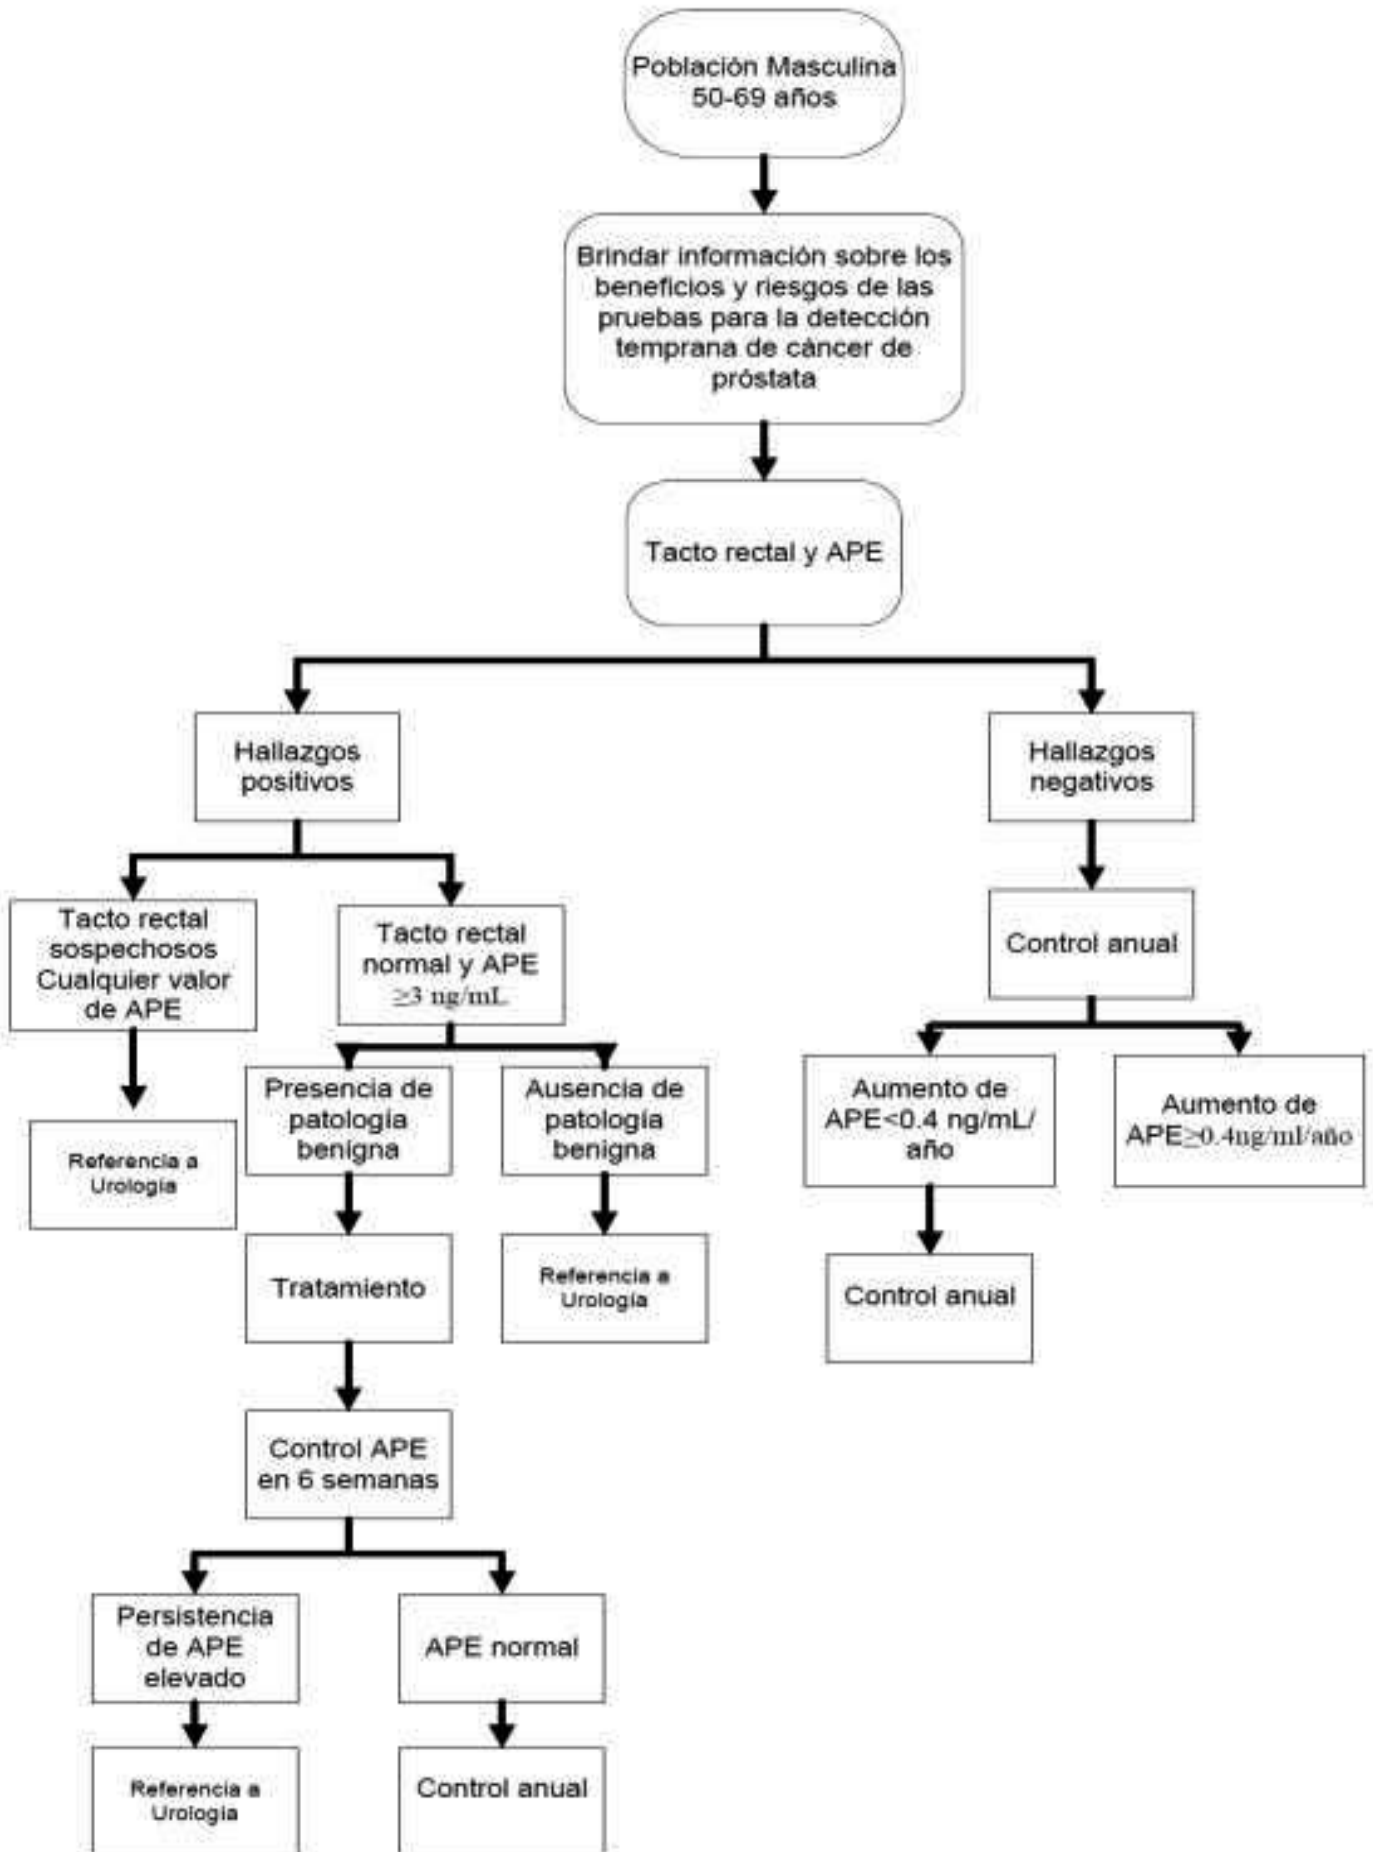 Población Masculina
50-69 años
Brindar información sobre los
beneficios y riesgos de las
pruebas para la detección
temprana de càncer de
próstata
Tacto rectal y APE
Hallazgos
positivos
Hallazgos
negativos
Tacto rectal
sospechosos
Cualquier valor
de APE
Tacto rectal
normal y APE
≥3 ng/mL
Control anual
Referencia a
Urología
Presencia de
patología
benigna
Ausencia de
patología
benigna
Aumento de
APE<0.4 ng/mL/
año
Aumento de
APE≥0.4ng/ml/año
Tratamiento
Referencia a
Urología
Control anual
Control APE
en 6 semanas
Persistencia
de APE
elevado
APE normal
Referencia a
Urología
Control anual